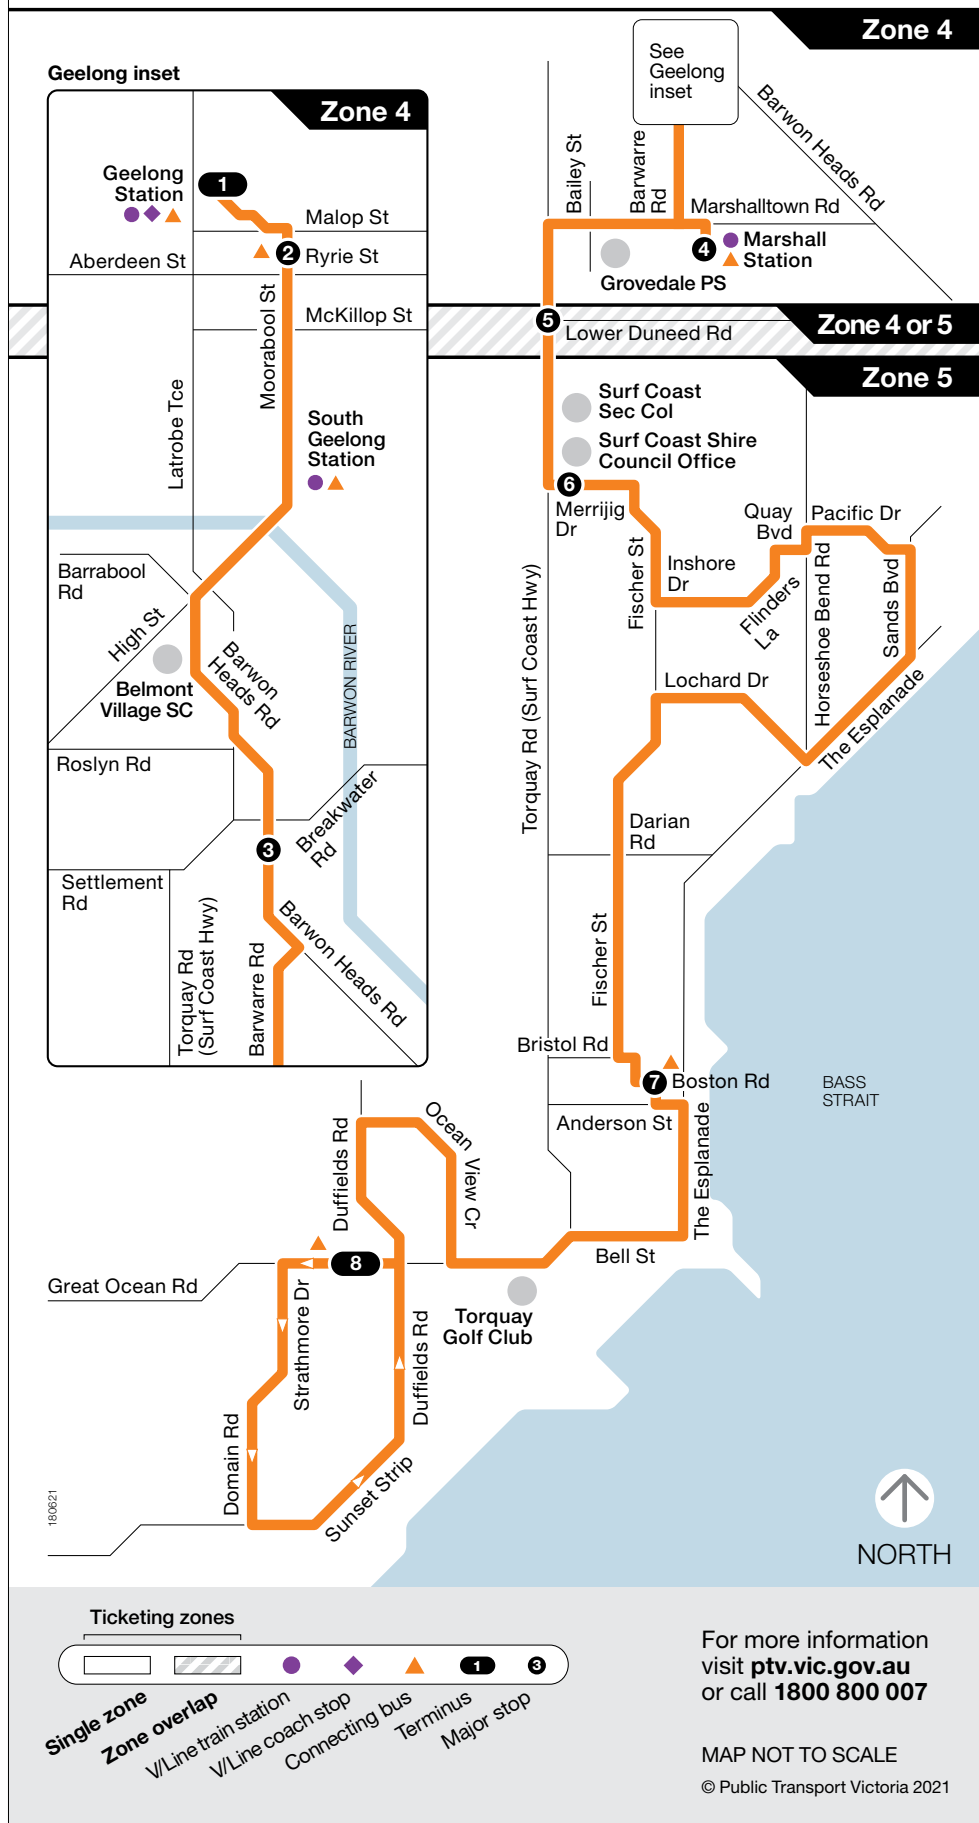 Zone 4
See
Geelong
inset
Geelong inset
Zone 4
Geelong
Station
1
Malop St
2
Ryrie St
Aberdeen St
McKillop St
Moorabool St
Latrobe Tce
South
Geelong
Station
Barrabool
Rd
High St
Belmont
Village SC
Barwon
Heads Rd
BARWON RIVER
Roslyn Rd
Breakwater
Rd
3
Settlement
Rd
Torquay Rd
(Surf Coast Hwy)
Barwarre Rd
Barwon Heads Rd
Bailey St
Barwarre
Rd
Barwon Heads Rd
Marshalltown Rd
4
Marshall
Station
Grovedale PS
5
Lower Duneed Rd
Zone 4 or 5
Zone 5
Surf Coast
Sec Col
Surf Coast Shire
Council Office
6
Merrijig
Dr
Fischer St
Inshore
Dr
Quay
Bvd
Pacific Dr
Flinders
La
Horseshoe Bend Rd
Sands Bvd
The Esplanade
Torquay Rd (Surf Coast Hwy)
Lochard Dr
Darian
Rd
Fischer St
Bristol Rd
7
Boston Rd
Anderson St
The Esplanade
BASS
STRAIT
Bell St
Ocean
View Cr
Duffields Rd
8
Great Ocean Rd
Strathmore Dr
Duffields Rd
Torquay
Golf Club
Domain Rd
Sunset Strip
180621
NORTH
Ticketing zones
1
3
Single zone
Zone overlap
V/Line train station
V/Line coach stop
Connecting bus
Terminus
Major stop
For more information
visit ptv.vic.gov.au
or call 1800 800 007
MAP NOT TO SCALE
© Public Transport Victoria 2021